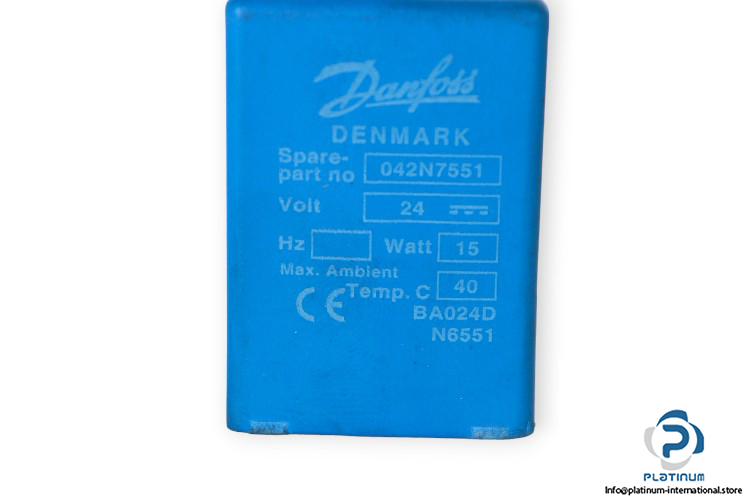 Danfoss
DENMARK
Spare-
part no 042N7551
Volt 24
Hz Watt 15
Max. Ambient
Temp. C 40
CE BA024D
N6551
PLATINUM
Info@platinum-international.store